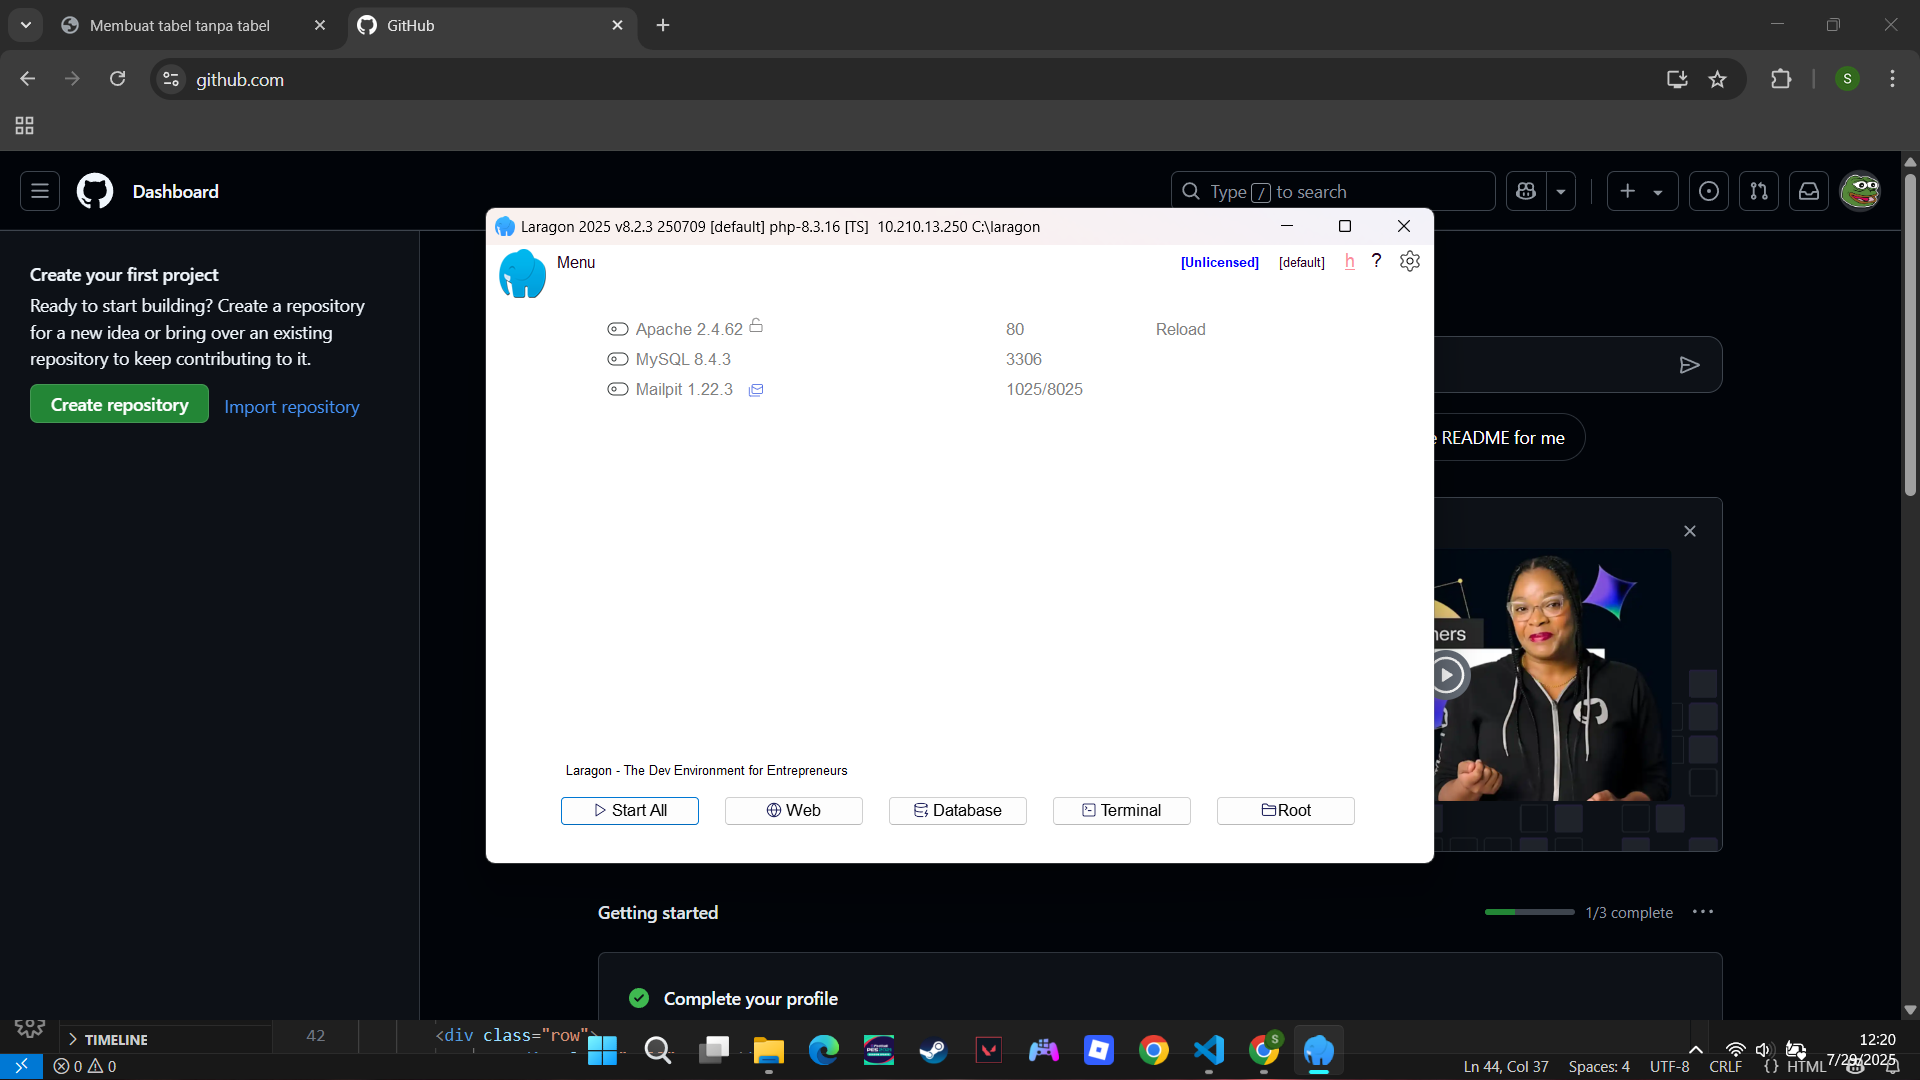 Membuat tabel tanpa tabel
GitHub
github.com
S
Dashboard
Type / to search
Create your first project
Ready to start building? Create a repository
for a new idea or bring over an existing
repository to keep contributing to it.
Create repository
Import repository
Laragon 2025 v8.2.3 250709 [default] php-8.3.16 [TS] 10.210.13.250 C:\laragon
Menu
[Unlicensed]
[default]
h
?
Apache 2.4.62
80
Reload
MySQL 8.4.3
3306
Mailpit 1.22.3
1025/8025
README for me
ners
Laragon - The Dev Environment for Entrepreneurs
Start All
Web
Database
Terminal
Root
Getting started
1/3 complete
Complete your profile
TIMELINE
42
<div class="row">
S
12:20
7/29/2025
0
0
Ln 44, Col 37
Spaces: 4
UTF-8
CRLF
{} HTML